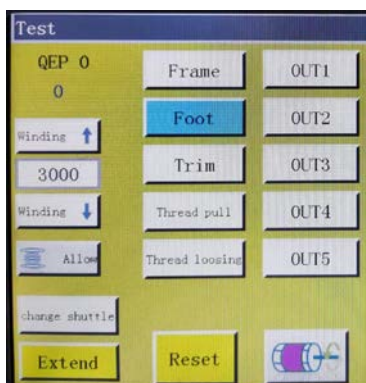 Test
QEP 0
0
Winding
3000
Winding
Allow
change shuttle
Extend
Frame
Foot
Trim
Thread pull
Thread loosing
Reset
OUT1
OUT2
OUT3
OUT4
OUT5